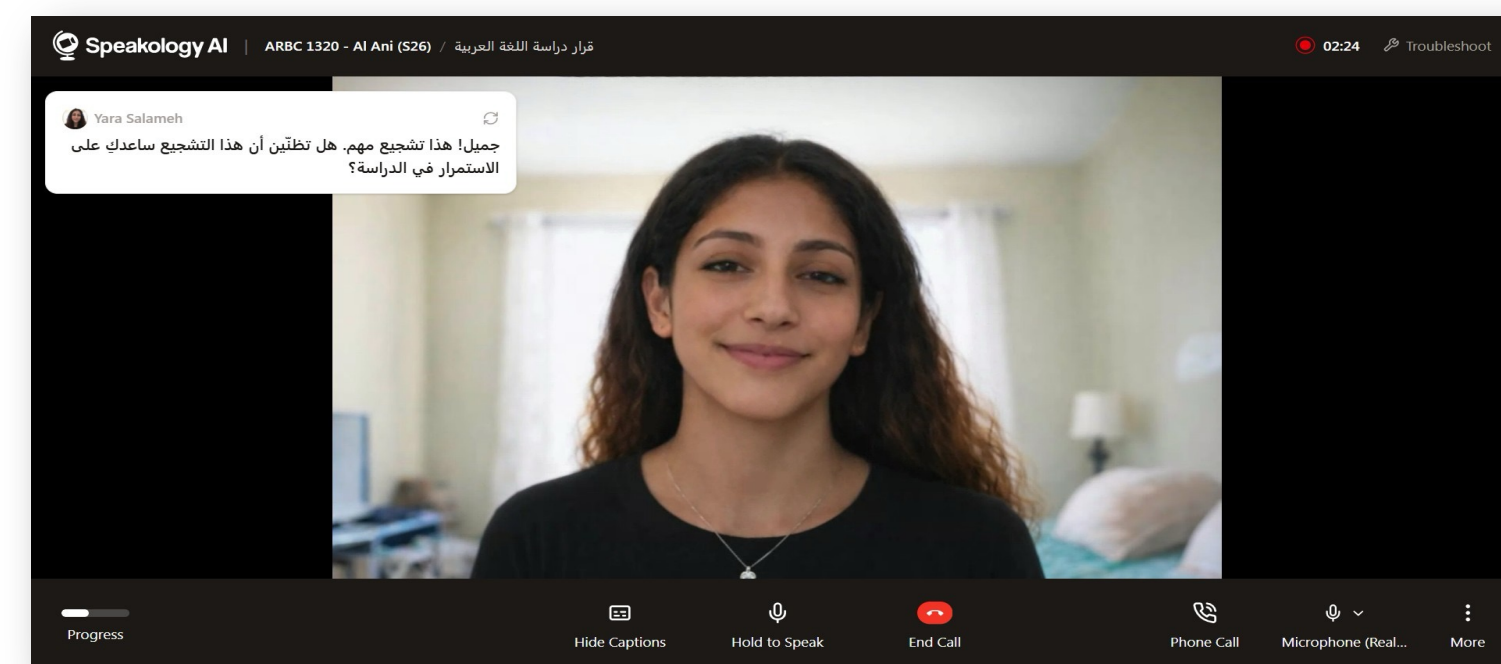 Speakology AI | ARBC 1320 - Al Ani (S26) / قرار دراسة اللغة العربية
02:24 Troubleshoot
Yara Salameh
جميل! هذا تشجيع مهم. هل تظنّين أن هذا التشجيع ساعدكِ على
الاستمرار في الدراسة؟
Progress
Hide Captions
Hold to Speak
End Call
Phone Call
Microphone (Real...
More